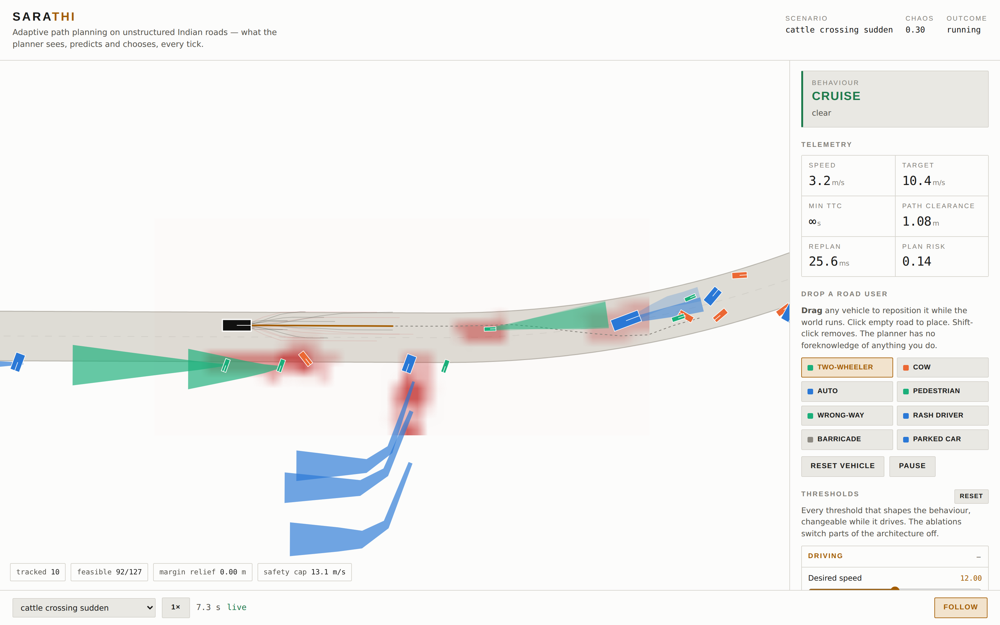 SARATHI
Adaptive path planning on unstructured Indian roads — what the
planner sees, predicts and chooses, every tick.
SCENARIO
cattle crossing sudden
CHAOS
0.30
OUTCOME
running
BEHAVIOUR
CRUISE
clear
TELEMETRY
SPEED
3.2 m/s
TARGET
10.4 m/s
MIN TTC
∞ s
PATH CLEARANCE
1.08 m
REPLAN
25.6 ms
PLAN RISK
0.14
DROP A ROAD USER
Drag any vehicle to reposition it while the
world runs. Click empty road to place. Shift-
click removes. The planner has no
foreknowledge of anything you do.
TWO-WHEELER
COW
AUTO
PEDESTRIAN
WRONG-WAY
RASH DRIVER
BARRICADE
PARKED CAR
RESET VEHICLE
PAUSE
THRESHOLDS
RESET
Every threshold that shapes the behaviour,
changeable while it drives. The ablations
switch parts of the architecture off.
DRIVING –
Desired speed 12.00
tracked 10
feasible 92/127
margin relief 0.00 m
safety cap 13.1 m/s
cattle crossing sudden
1×
7.3 s live
FOLLOW